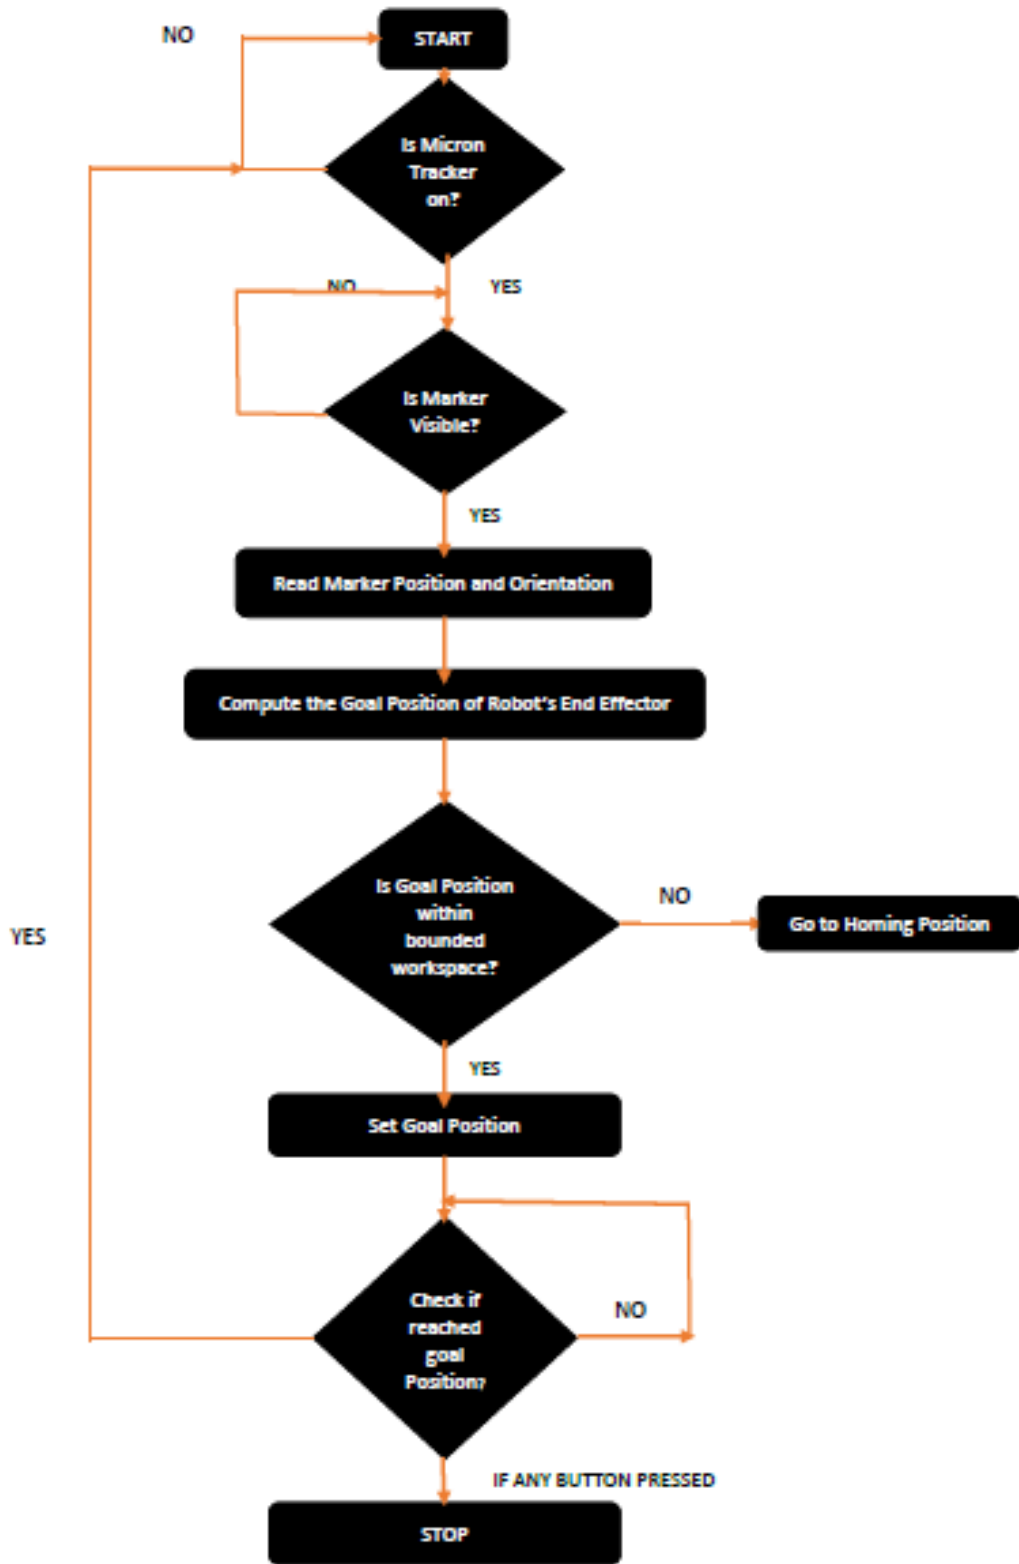 NO
START
Is Micron
Tracker
on?
NO
YES
Is Marker
Visible?
YES
Read Marker Position and Orientation
Compute the Goal Position of Robot's End Effector
Is Goal Position
within
bounded
workspace?
NO
Go to Homing Position
YES
YES
Set Goal Position
Check if
reached
goal
Position?
NO
IF ANY BUTTON PRESSED
STOP